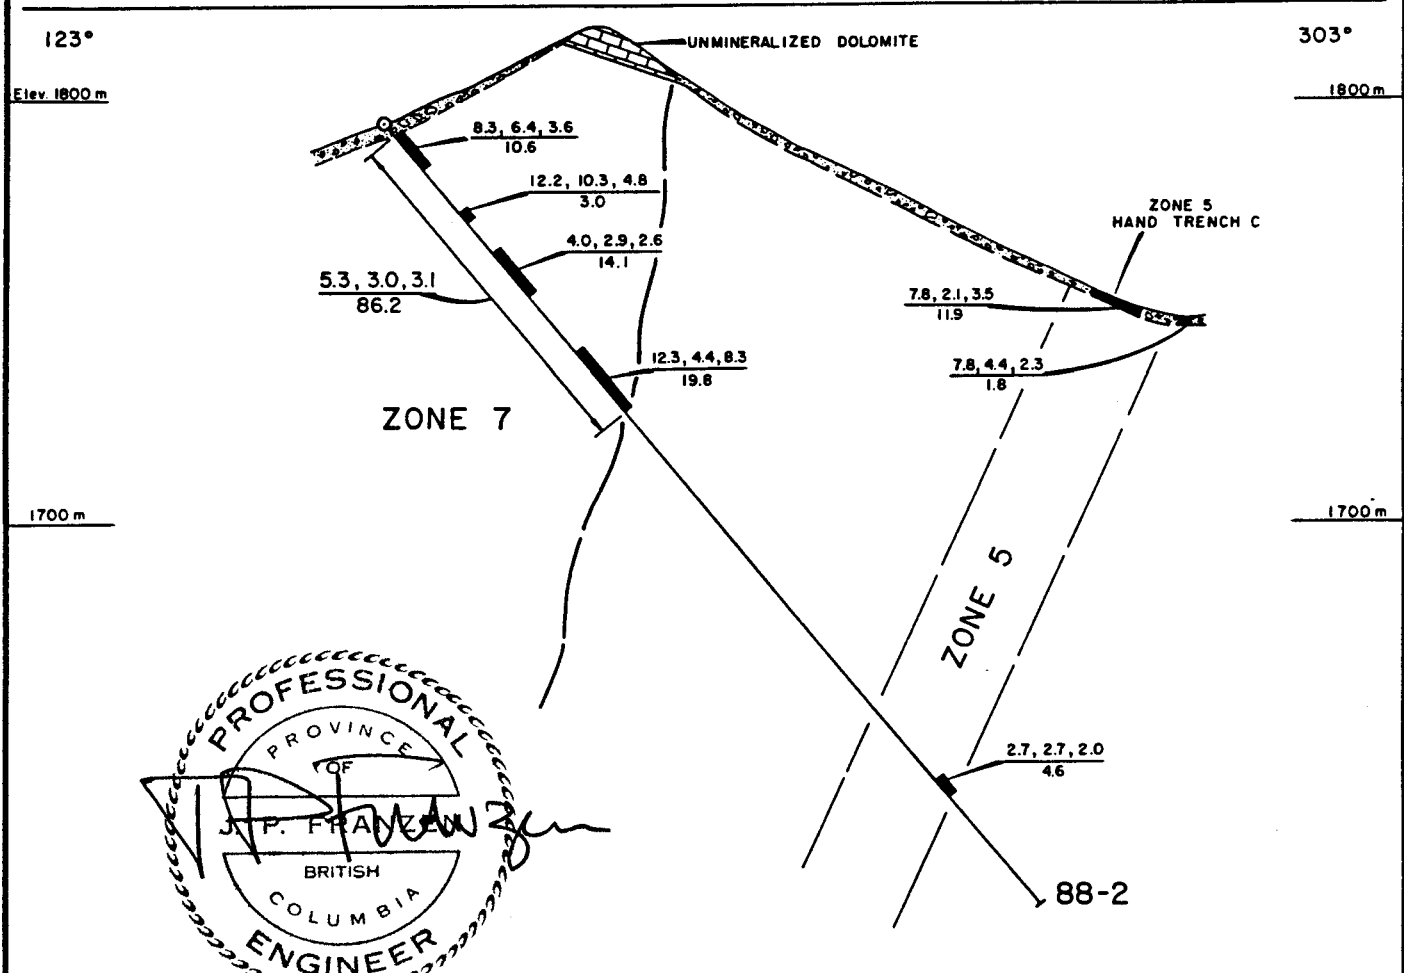 123°
303°
UNMINERALIZED DOLOMITE
Elev. 1800 m
1800 m
8.3, 6.4, 3.6
10.6
12.2, 10.3, 4.8
3.0
ZONE 5
HAND TRENCH C
4.0, 2.9, 2.6
14.1
5.3, 3.0, 3.1
86.2
7.8, 2.1, 3.5
11.9
12.3, 4.4, 8.3
19.8
7.8, 4.4, 2.3
1.8
ZONE 7
1700 m
1700 m
ZONE 5
PROFESSIONAL
PROVINCE
OF
J. P. FRANZEN
BRITISH
COLUMBIA
ENGINEER
2.7, 2.7, 2.0
4.6
88-2